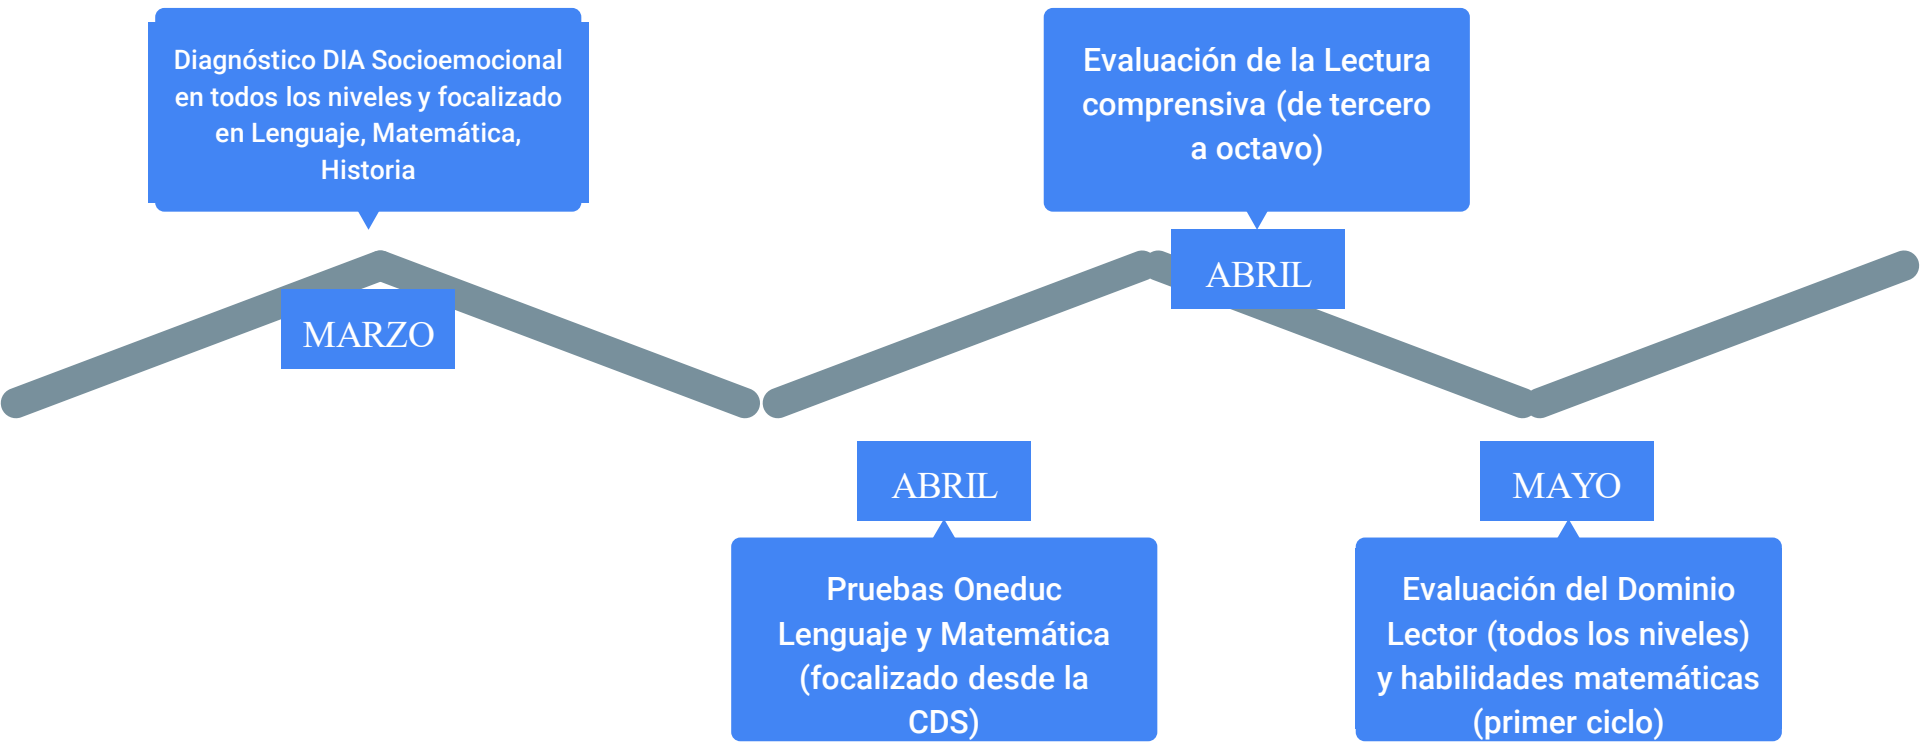 Diagnóstico DIA Socioemocional
en todos los niveles y focalizado
en Lenguaje, Matemática,
Historia
MARZO
ABRIL
Pruebas Oneduc
Lenguaje y Matemática
(focalizado desde la
CDS)
Evaluación de la Lectura
comprensiva (de tercero
a octavo)
ABRIL
MAYO
Evaluación del Dominio
Lector (todos los niveles)
y habilidades matemáticas
(primer ciclo)